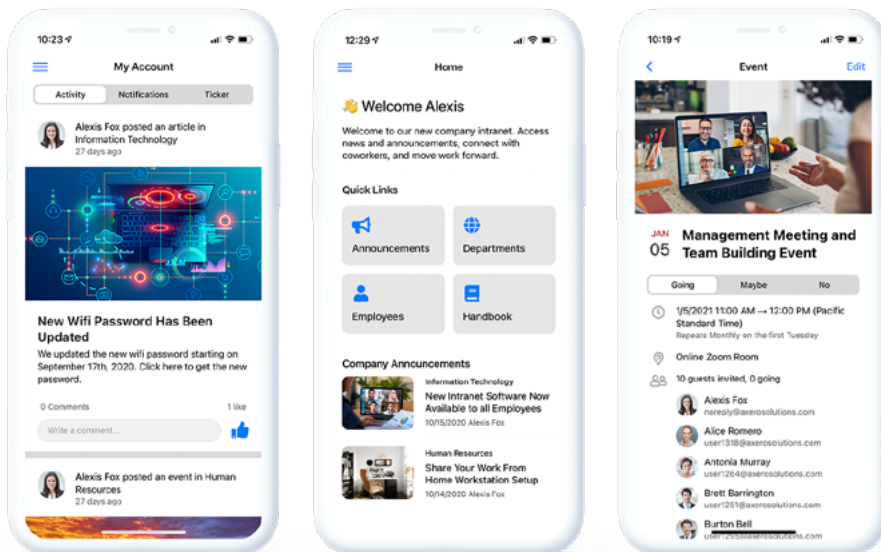 10:23
My Account
Activity Notifications Ticker
Alexis Fox posted an article in
Information Technology
27 days ago
New Wifi Password Has Been
Updated
We updated the new wifi password starting on
September 17th, 2020. Click here to get the new
password.
0 Comments 1 like
Write a comment...
Alexis Fox posted an event in Human
Resources
27 days ago
12:29
Home
Welcome Alexis
Welcome to our new company intranet. Access
news and announcements, connect with
coworkers, and move work forward.
Quick Links
Announcements Departments
Employees Handbook
Company Announcements
Information Technology
New Intranet Software Now
Available to all Employees
10/15/2020 Alexis Fox
Human Resources
Share Your Work From
Home Workstation Setup
10/14/2020 Alexis Fox
10:19
Event Edit
JAN
05
Management Meeting and
Team Building Event
Going Maybe No
1/5/2021 11:00 AM → 12:00 PM (Pacific
Standard Time)
Repeats Monthly on the first Tuesday
Online Zoom Room
10 guests invited, 0 going
Alexis Fox
noreply@axerosolutions.com
Alice Romero
user1318@axerosolutions.com
Antonia Murray
user1264@axerosolutions.com
Brett Barrington
user1261@axerosolutions.com
Burton Bell
user1295@axerosolutions.com